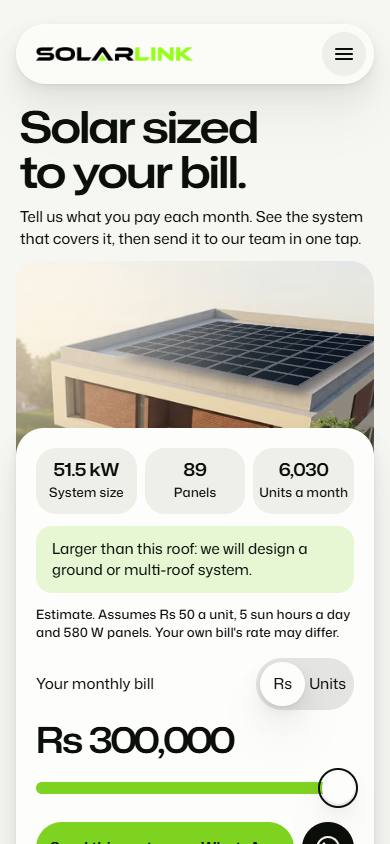 SOLARLINK
Solar sized
to your bill.
Tell us what you pay each month. See the system
that covers it, then send it to our team in one tap.
51.5 kW 89 6,030
System size Panels Units a month
Larger than this roof: we will design a
ground or multi-roof system.
Estimate. Assumes Rs 50 a unit, 5 sun hours a day
and 580 W panels. Your own bill's rate may differ.
Your monthly bill Rs Units
Rs 300,000